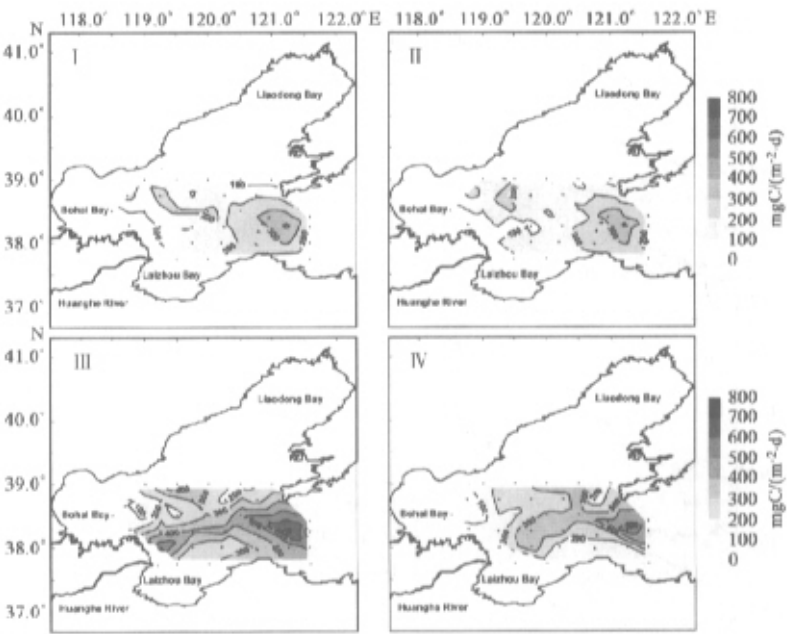 118.0° 119.0° 120.0° 121.0° 122.0° E
118.0° 119.0° 120.0° 121.0° 122.0° E
N
41.0°
40.0°
39.0°
38.0°
37.0°
I
Liaodong Bay
Bohai Bay
Laizhou Bay
Huanghe River
100
II
Liaodong Bay
Bohai Bay
Laizhou Bay
Huanghe River
800
700
600
500
400
300
200
100
0
mgC/(m⁻²·d)
N
41.0°
40.0°
39.0°
38.0°
37.0°
III
Liaodong Bay
Bohai Bay
Laizhou Bay
Huanghe River
IV
Liaodong Bay
Bohai Bay
Laizhou Bay
Huanghe River
200
800
700
600
500
400
300
200
100
0
mgC/(m⁻²·d)